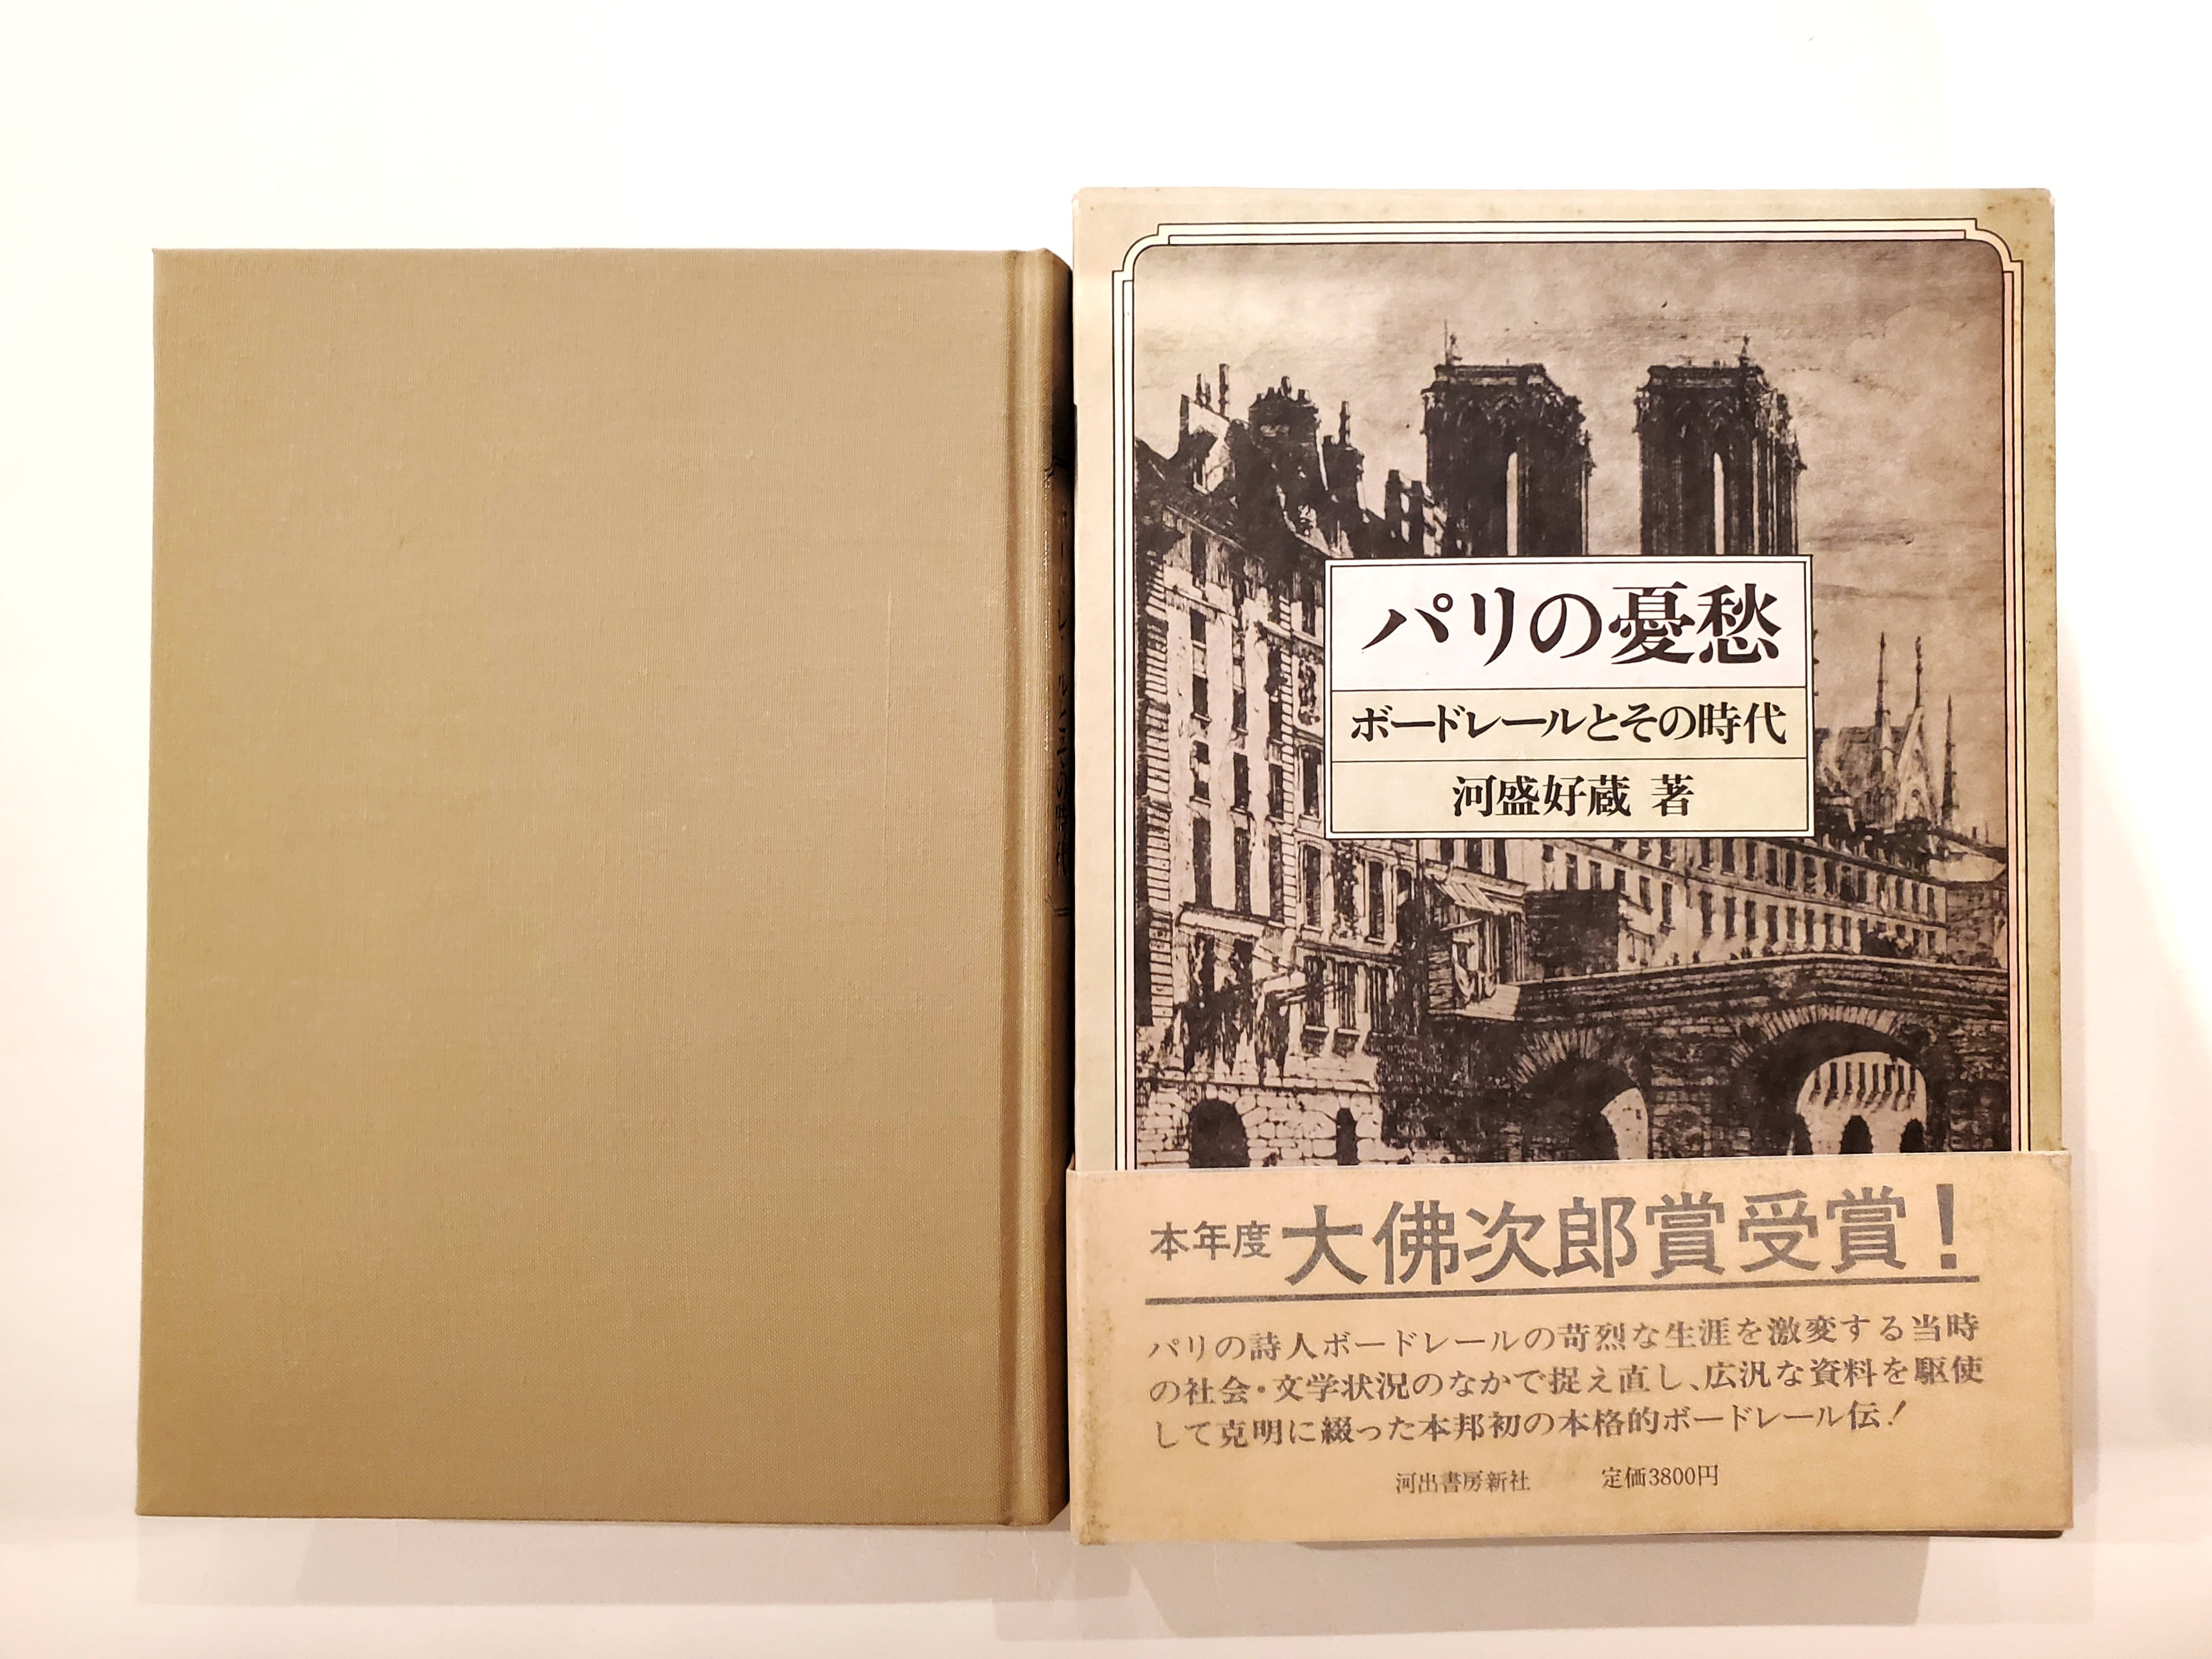 パリの憂愁
ボードレールとその時代
河盛好蔵 著
本年度 大佛次郎賞受賞!
パリの詩人ボードレールの苛烈な生涯を激変する当時
の社会・文学状況のなかで捉え直し、広汎な資料を駆使
して克明に綴った本邦初の本格的ボードレール伝!
河出書房新社 定価3800円